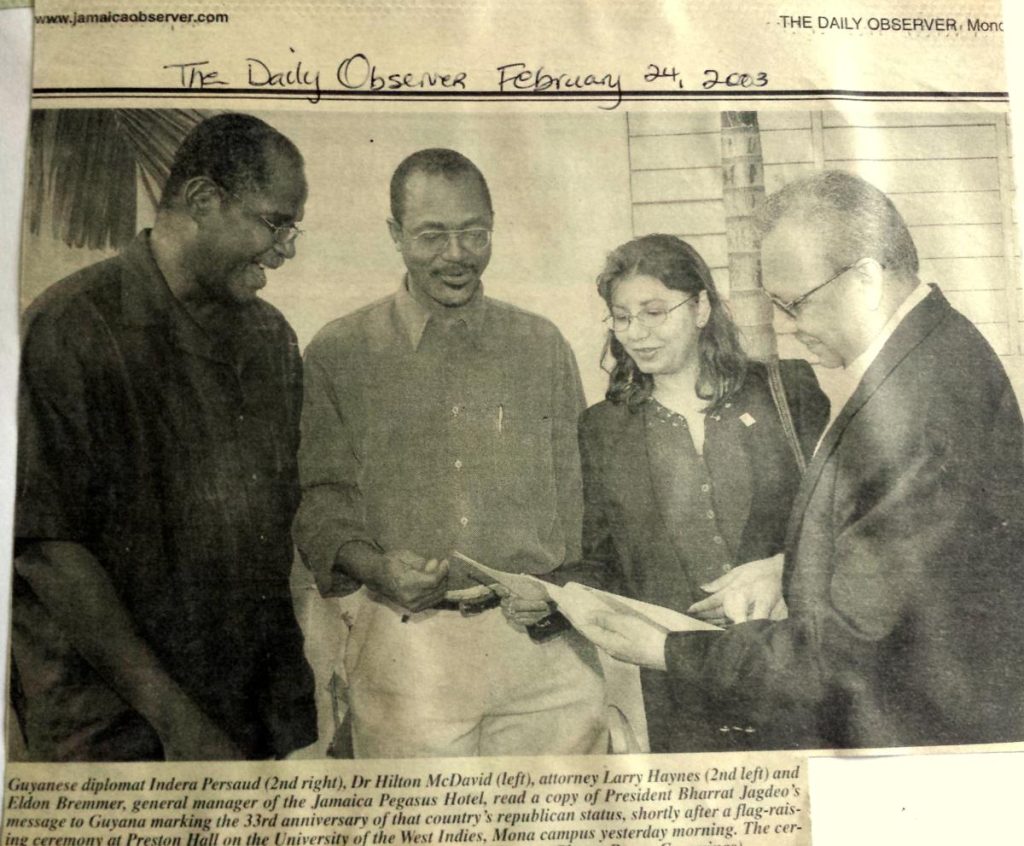 www.jamaicaobserver.com
THE DAILY OBSERVER Mond
The Daily Observer February 24, 2003
Guyanese diplomat Indera Persaud (2nd right), Dr Hilton McDavid (left), attorney Larry Haynes (2nd left) and
Eldon Bremmer, general manager of the Jamaica Pegasus Hotel, read a copy of President Bharrat Jagdeo's
message to Guyana marking the 33rd anniversary of that country's republican status, shortly after a flag-rais-
ing ceremony at Preston Hall on the University of the West Indies, Mona campus yesterday morning. The cer-